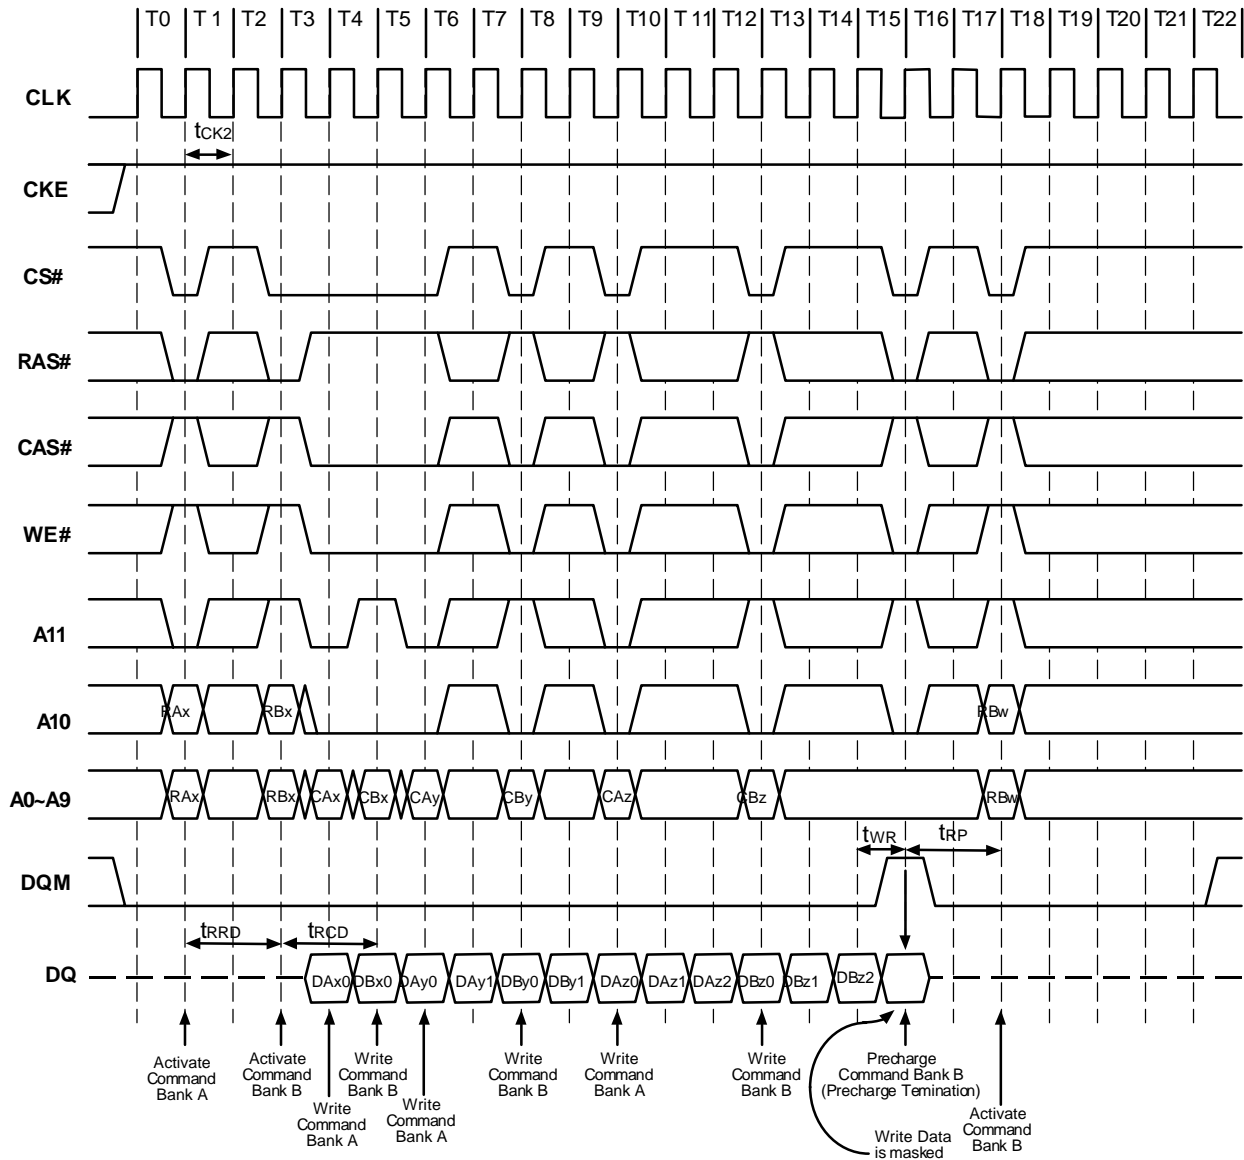 T0 T 1 T2 T3 T4 T5 T6 T7 T8 T9 T10 T 11 T12 T13 T14 T15 T16 T17 T18 T19 T20 T21 T22
CLK
tCK2
CKE
CS#
RAS#
CAS#
WE#
A11
A10 RAx RBx RBw
A0~A9 RAx RBx CAx CBx CAy CBy CAz CBz RBw
tWR tRP
DQM
tRRD tRCD
DQ DAx0 DBx0 DAy0 DAy1 DBy0 DBy1 DAz0 DAz1 DAz2 DBz0 DBz1 DBz2
Activate
Command
Bank A
Activate
Command
Bank B
Write
Command
Bank A
Write
Command
Bank B
Write
Command
Bank A
Write
Command
Bank B
Write
Command
Bank A
Write
Command
Bank B
Precharge
Command Bank B
(Precharge Temination)
Write Data
is masked
Activate
Command
Bank B